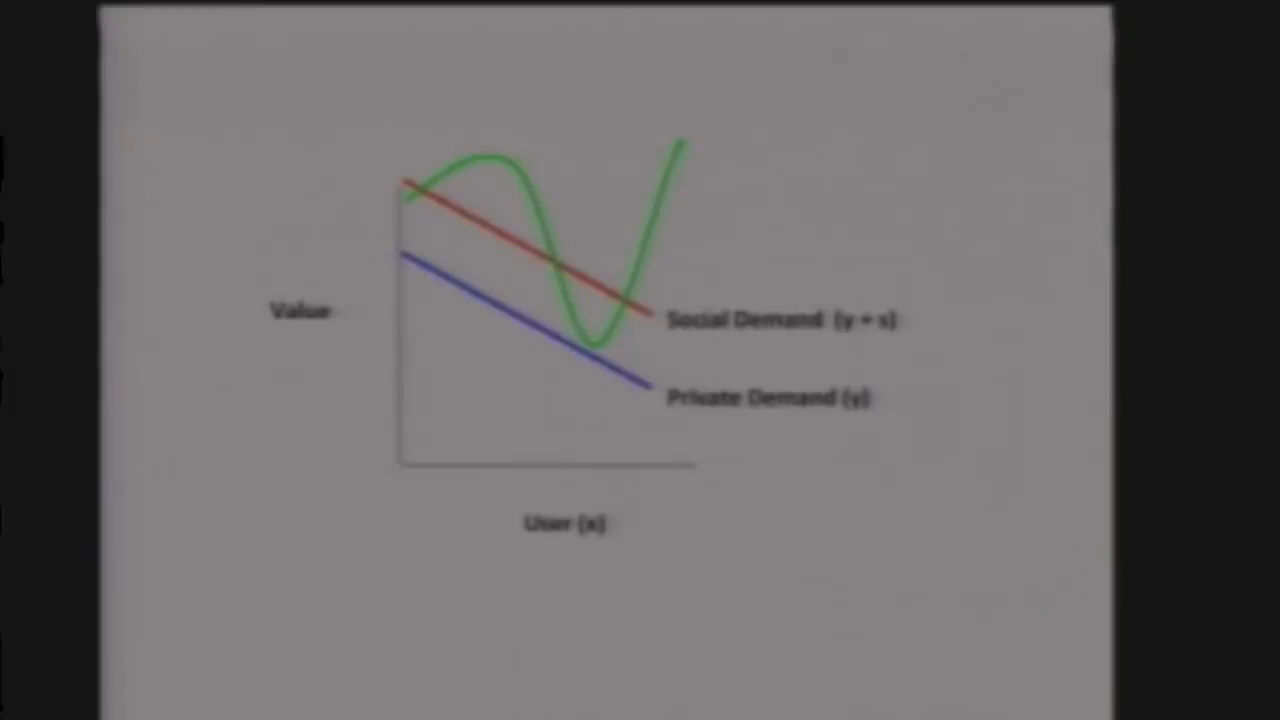 Value
Social Demand (y + s)
Private Demand (y)
User (x)